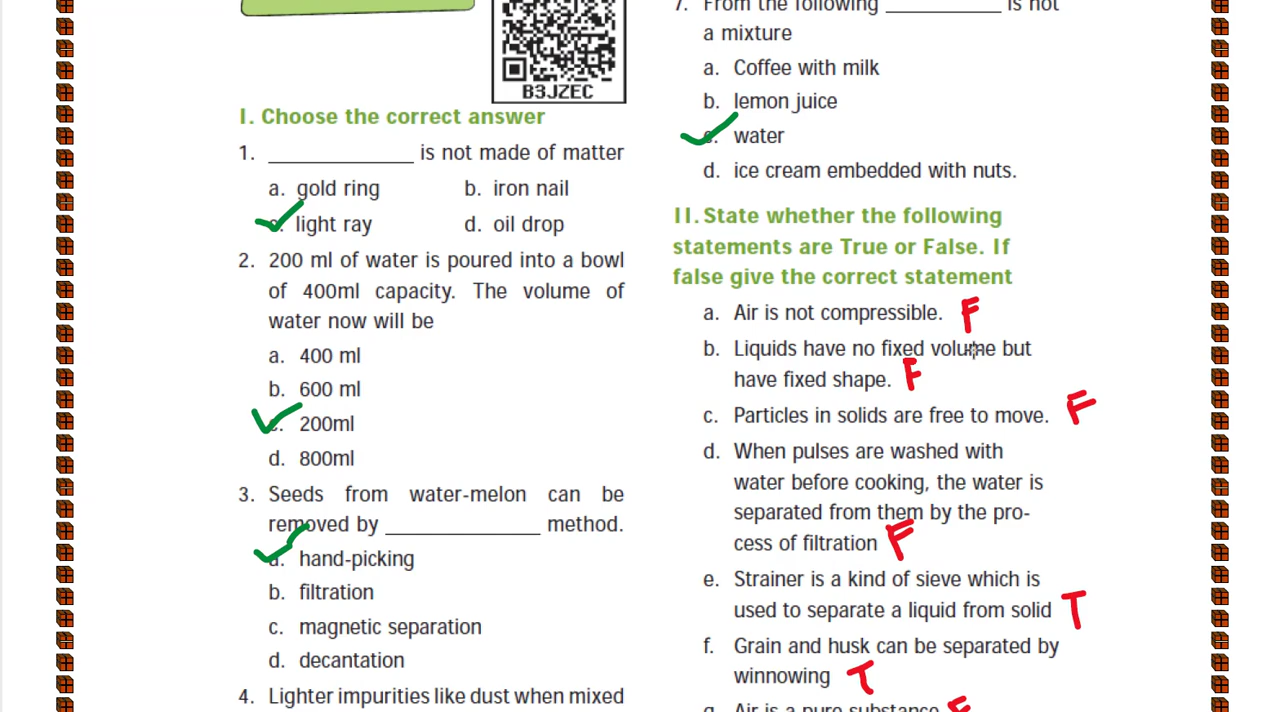 B3JZEC
I. Choose the correct answer
1. ______________ is not made of matter
a. gold ring b. iron nail
c. light ray d. oil drop
2. 200 ml of water is poured into a bowl
of 400ml capacity. The volume of
water now will be
a. 400 ml
b. 600 ml
c. 200ml
d. 800ml
3. Seeds from water-melon can be
removed by ______________ method.
a. hand-picking
b. filtration
c. magnetic separation
d. decantation
4. Lighter impurities like dust when mixed
7. From the following ___________ is not
a mixture
a. Coffee with milk
b. lemon juice
c. water
d. ice cream embedded with nuts.
II. State whether the following
statements are True or False. If
false give the correct statement
a. Air is not compressible. F
b. Liquids have no fixed volume but
have fixed shape. F
c. Particles in solids are free to move. F
d. When pulses are washed with
water before cooking, the water is
separated from them by the pro-
cess of filtration F
e. Strainer is a kind of sieve which is
used to separate a liquid from solid T
f. Grain and husk can be separated by
winnowing T
g. Air is a pure substance F